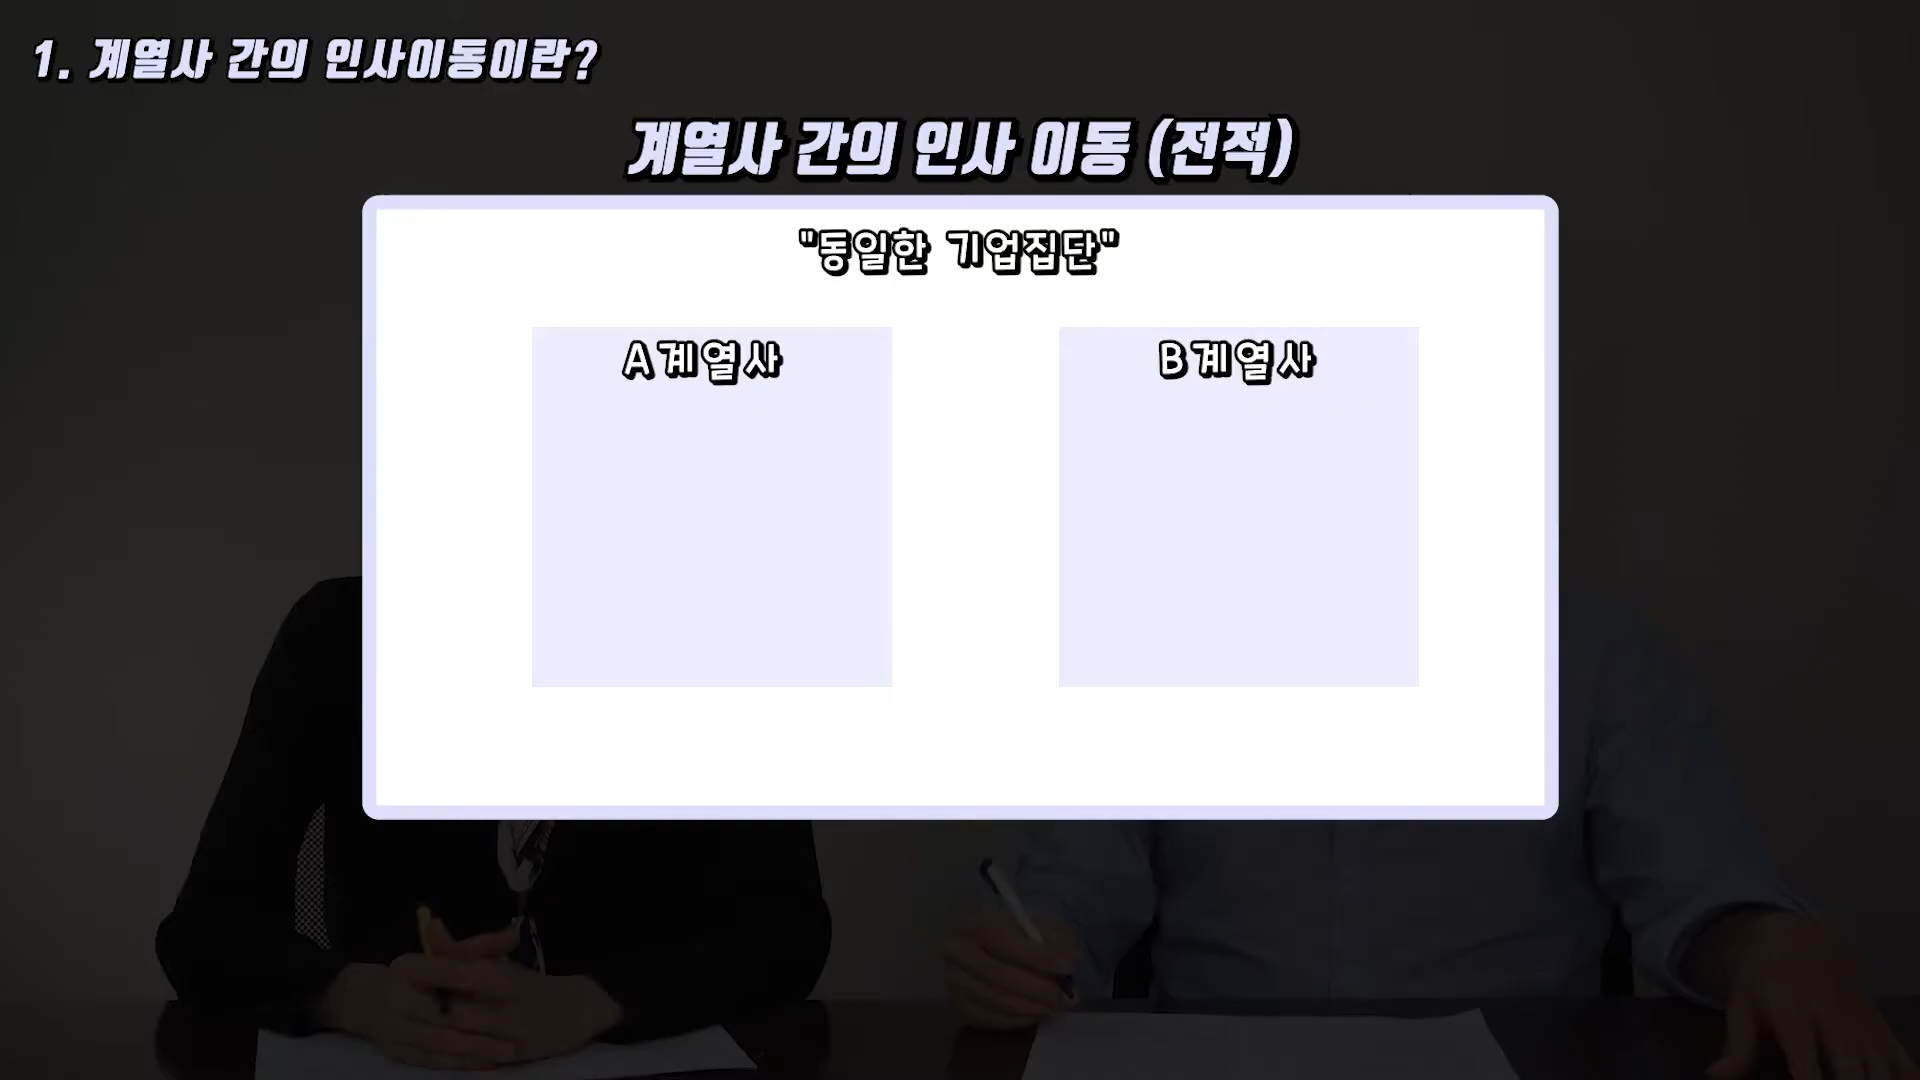 1. 계열사 간의 인사이동이란?
계열사 간의 인사 이동 (전적)
"동일한 기업집단"
A계열사
B계열사